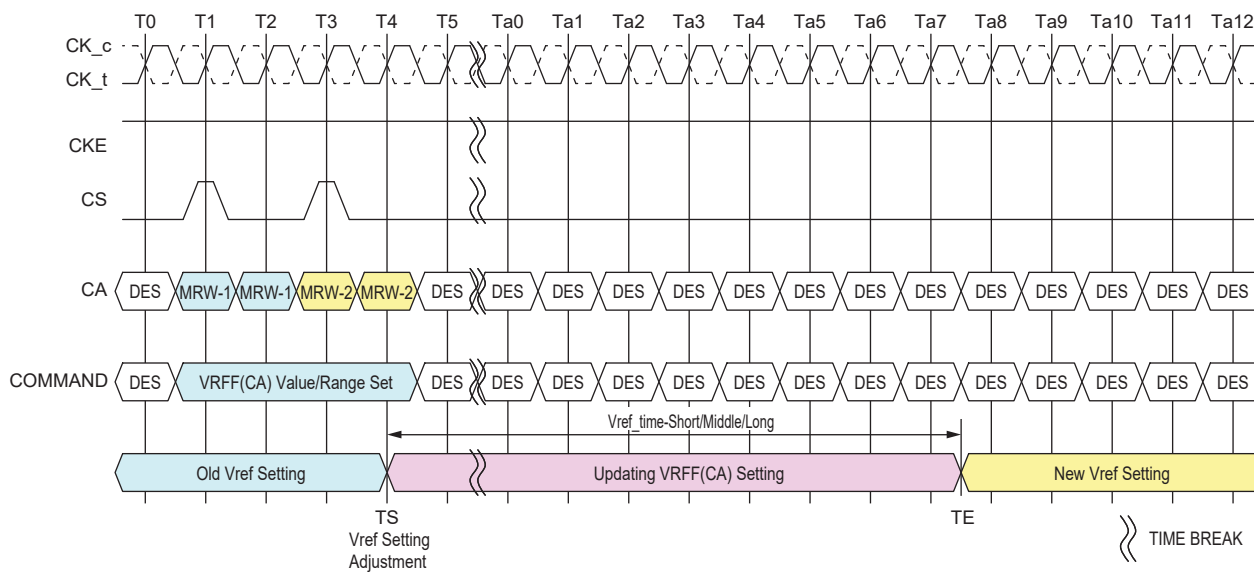 T0 T1 T2 T3 T4 T5 Ta0 Ta1 Ta2 Ta3 Ta4 Ta5 Ta6 Ta7 Ta8 Ta9 Ta10 Ta11 Ta12
CK_c
CK_t
CKE
CS
CA DES MRW-1 MRW-1 MRW-2 MRW-2 DES DES DES DES DES DES DES DES DES DES DES DES DES DES
COMMAND DES VRFF(CA) Value/Range Set DES DES DES DES DES DES DES DES DES DES DES DES DES DES
Vref_time-Short/Middle/Long
Old Vref Setting Updating VRFF(CA) Setting New Vref Setting
TS TE
Vref Setting
Adjustment
TIME BREAK